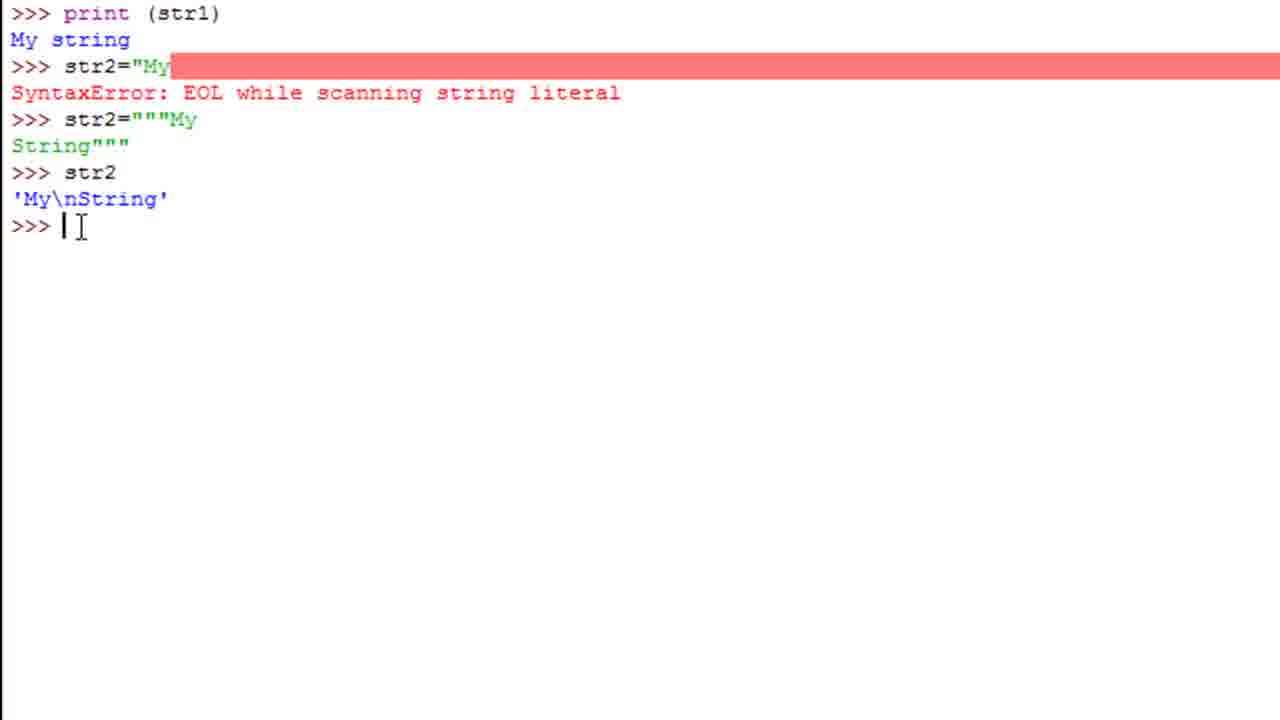 >>> print (str1)
My string
>>> str2="My
SyntaxError: EOL while scanning string literal
>>> str2="""My
String"""
>>> str2
'My\nString'
>>>